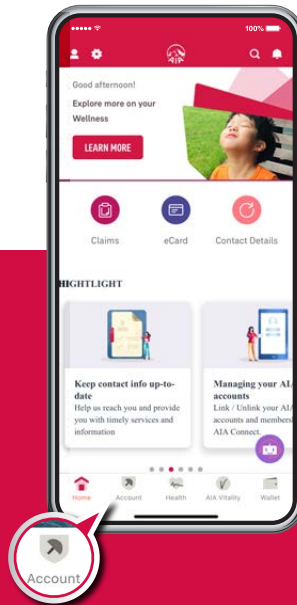 100%
AIA
Good afternoon!
Explore more on your
Wellness
LEARN MORE
Claims
eCard
Contact Details
HIGHTLIGHT
Keep contact info up-to-
date
Help us reach you and provide
you with timely services and
information
Managing your AI
accounts
Link / Unlink your AI
accounts and members
AIA Connect.
Home
Account
Health
AIA Vitality
Wallet
Account